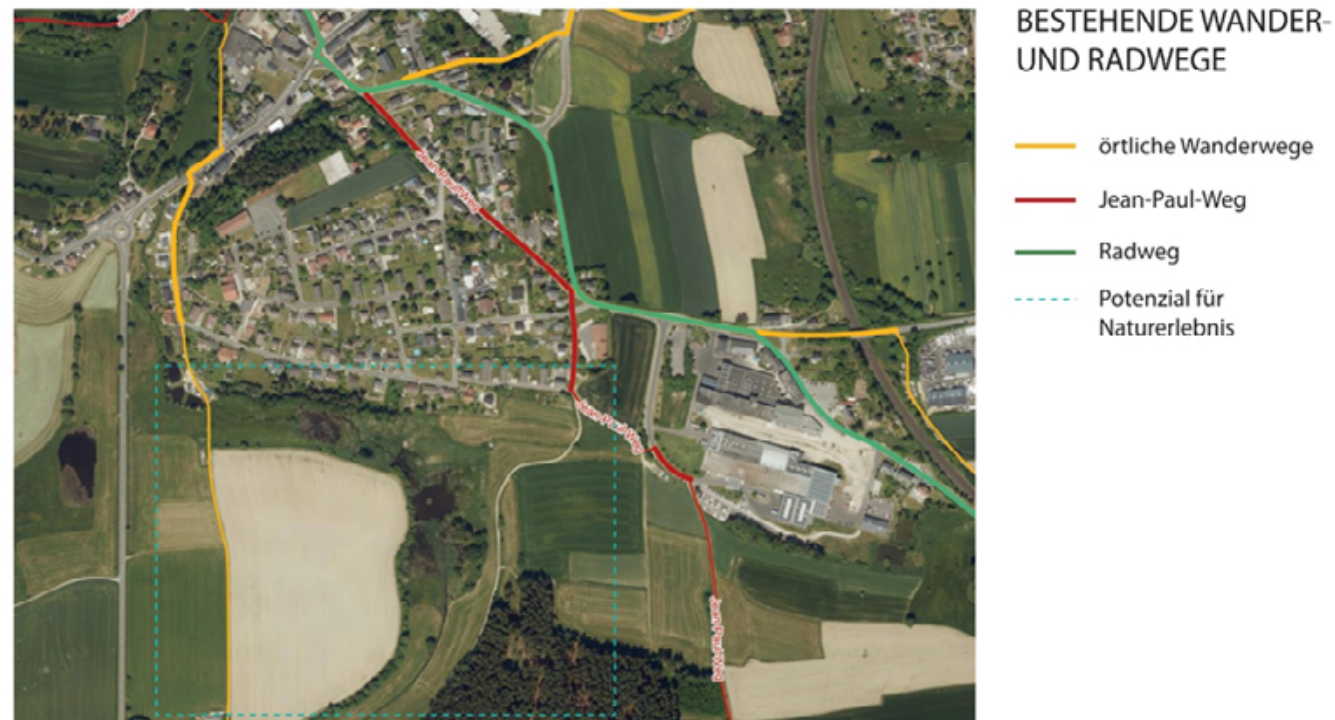 BESTEHENDE WANDER-
UND RADWEGE
örtliche Wanderwege
Jean-Paul-Weg
Radweg
Potenzial für
Naturerlebnis
Jean-Paul-Weg
Jean-Paul-Weg
Jean-Paul-Weg